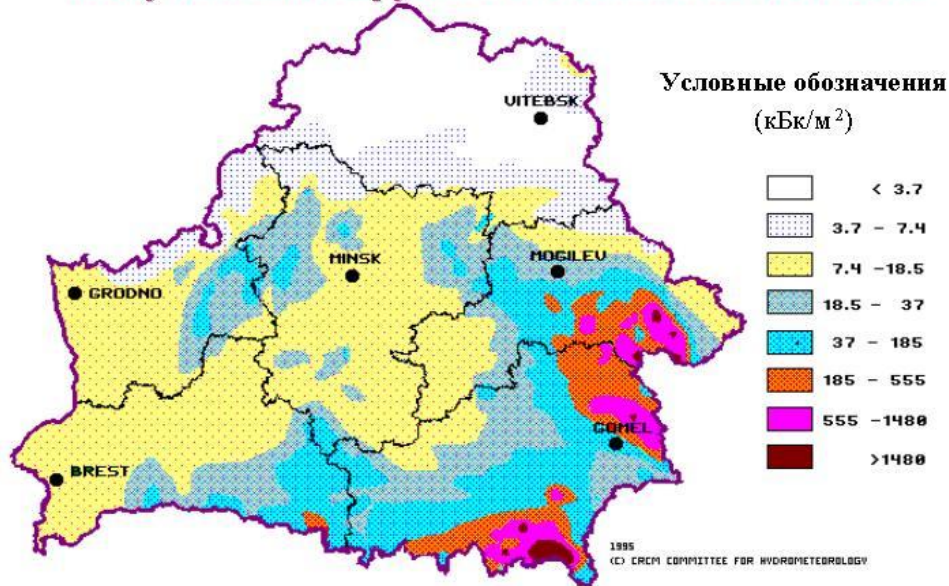 Условные обозначения
(кБк/м²)
VITEBSK
MINSK
MOGILEV
GRODNO
GOMEL
BREST
< 3.7
3.7 - 7.4
7.4 -18.5
18.5 - 37
37 - 185
185 - 555
555 -1480
>1480
1995
(C) CRCM COMMITTEE FOR HYDROMETEOROLOGY